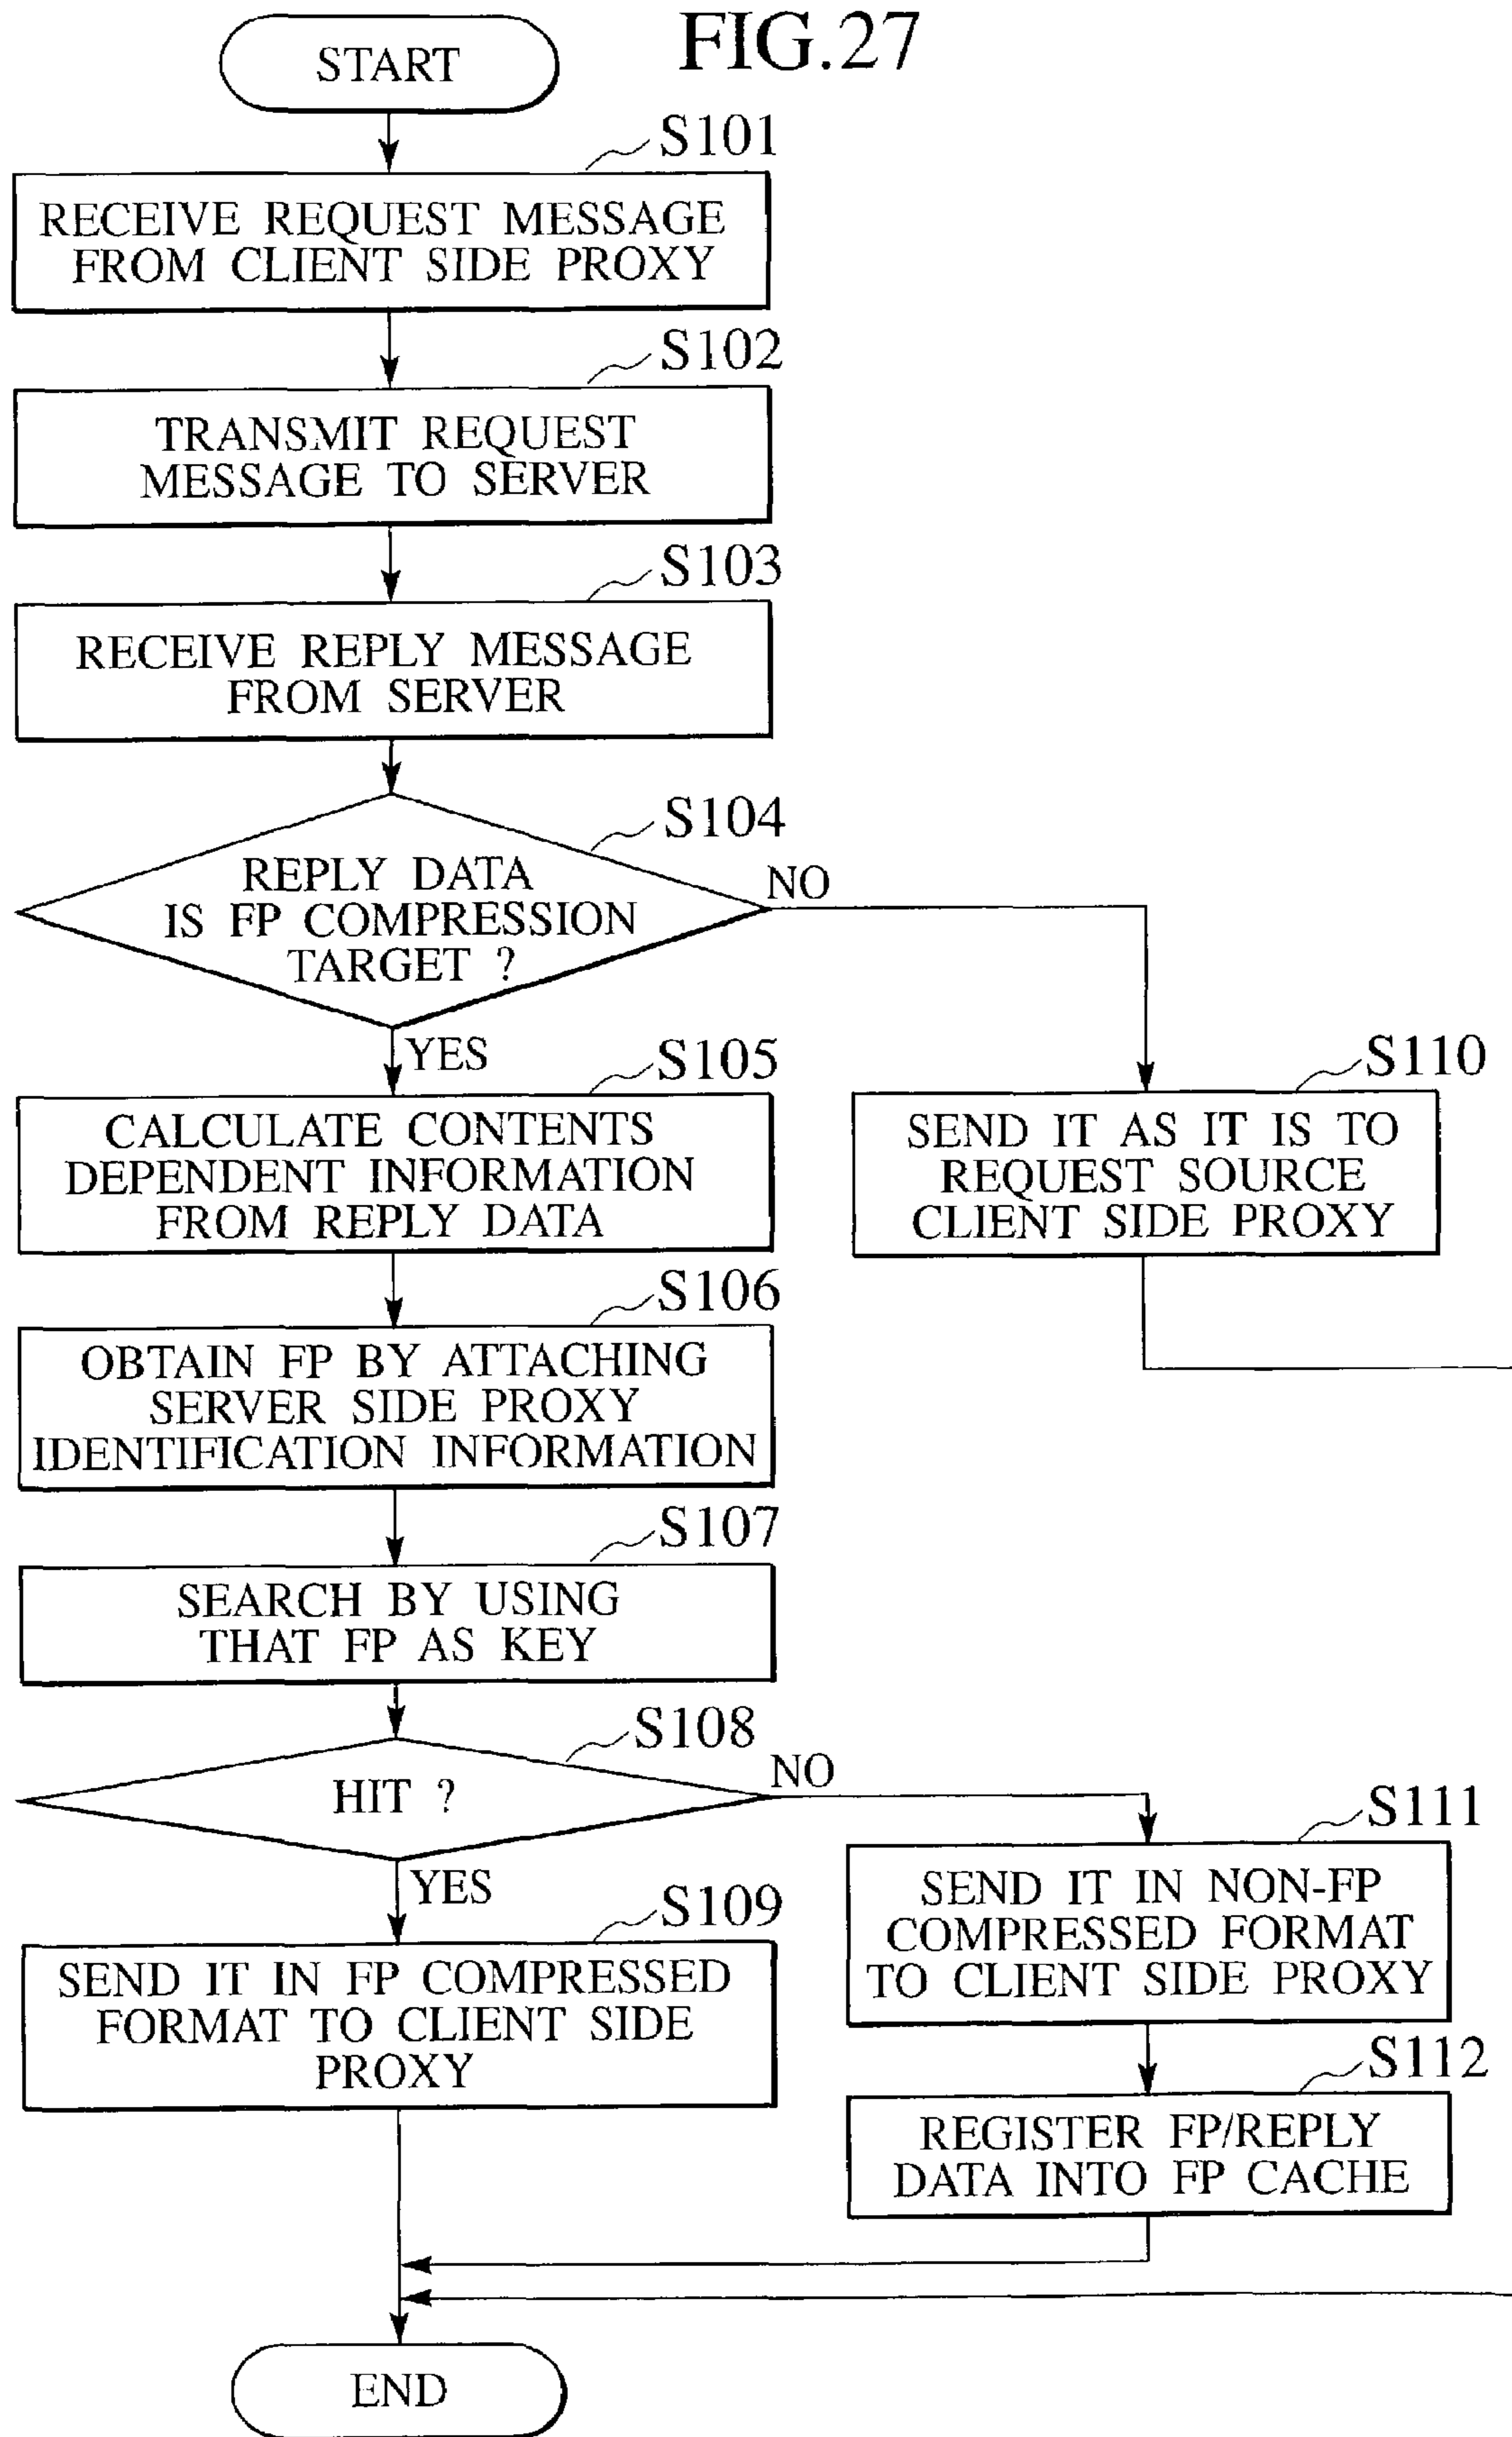 FIG.27
START
S101
RECEIVE REQUEST MESSAGE
FROM CLIENT SIDE PROXY
S102
TRANSMIT REQUEST
MESSAGE TO SERVER
S103
RECEIVE REPLY MESSAGE
FROM SERVER
S104
REPLY DATA
IS FP COMPRESSION
TARGET ?
NO
YES
S105
CALCULATE CONTENTS
DEPENDENT INFORMATION
FROM REPLY DATA
S110
SEND IT AS IT IS TO
REQUEST SOURCE
CLIENT SIDE PROXY
S106
OBTAIN FP BY ATTACHING
SERVER SIDE PROXY
IDENTIFICATION INFORMATION
S107
SEARCH BY USING
THAT FP AS KEY
S108
HIT ?
NO
YES
S111
SEND IT IN NON-FP
COMPRESSED FORMAT
TO CLIENT SIDE PROXY
S109
SEND IT IN FP COMPRESSED
FORMAT TO CLIENT SIDE
PROXY
S112
REGISTER FP/REPLY
DATA INTO FP CACHE
END